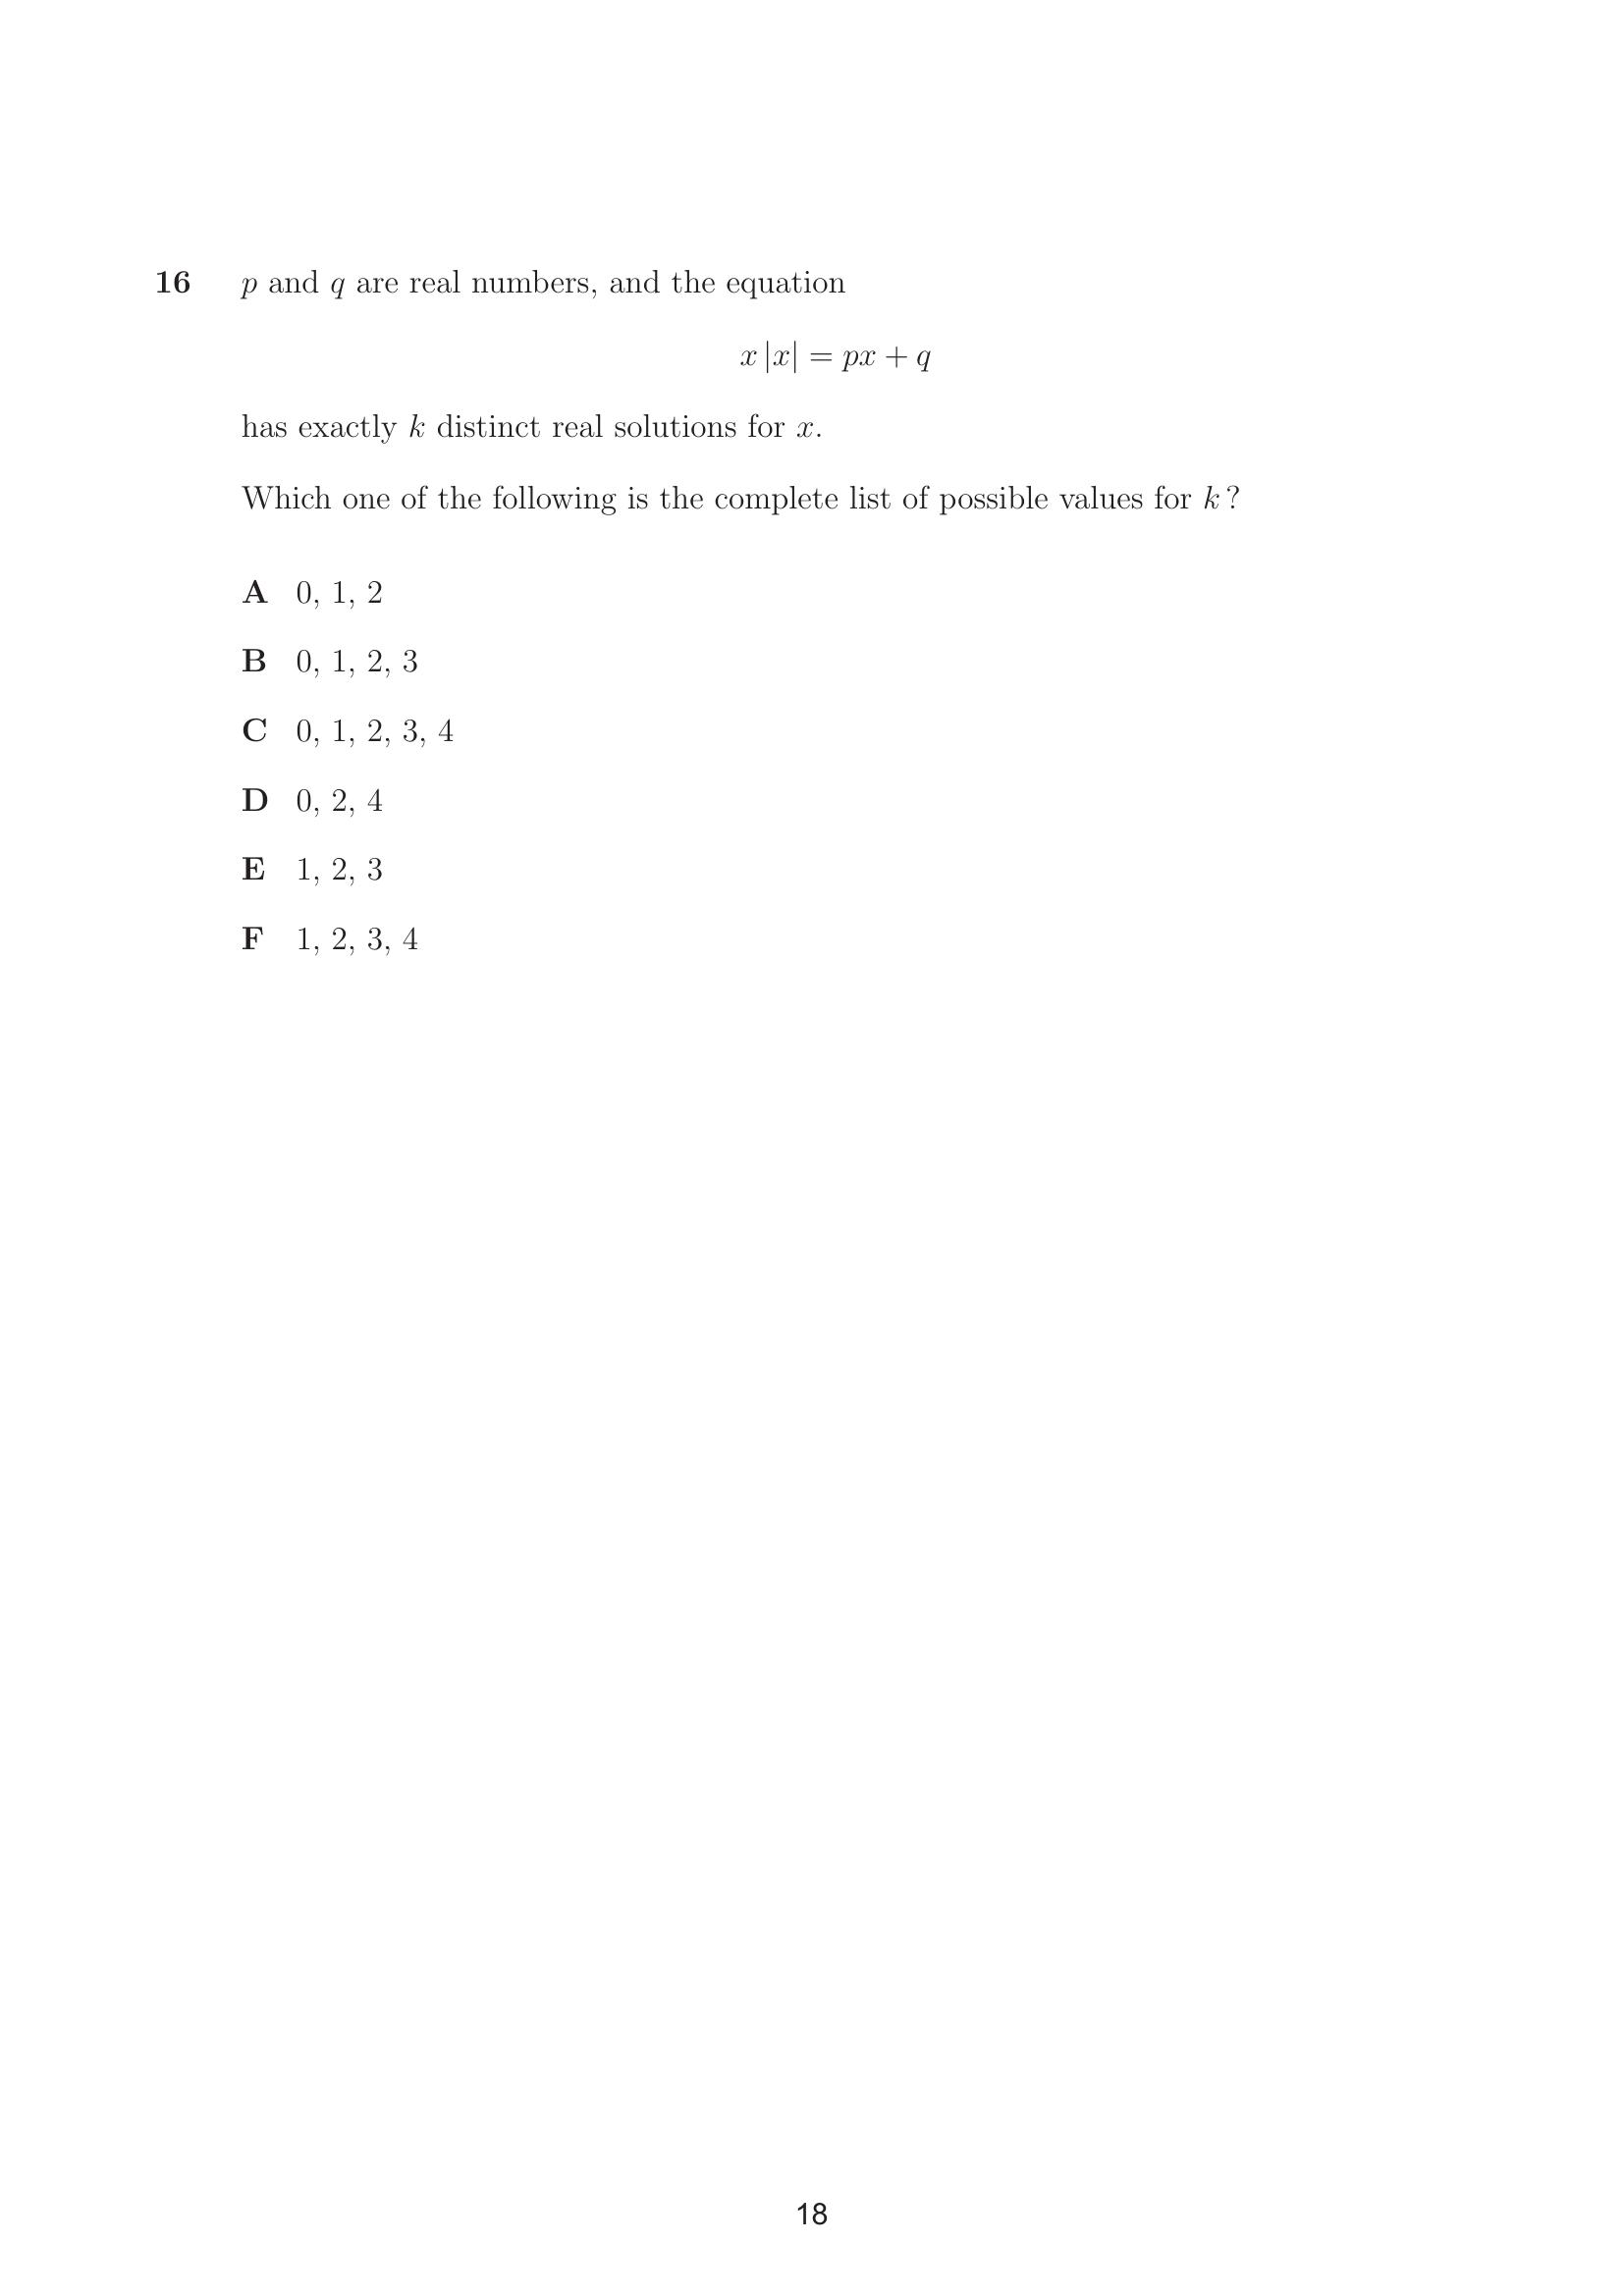 16 p and q are real numbers, and the equation
x |x| = px + q
has exactly k distinct real solutions for x.
Which one of the following is the complete list of possible values for k ?
A 0, 1, 2
B 0, 1, 2, 3
C 0, 1, 2, 3, 4
D 0, 2, 4
E 1, 2, 3
F 1, 2, 3, 4
18